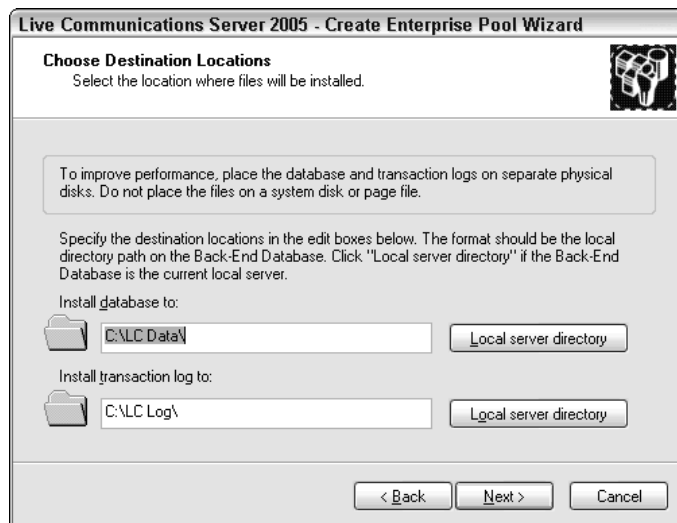 Live Communications Server 2005 - Create Enterprise Pool Wizard
Choose Destination Locations
Select the location where files will be installed.
To improve performance, place the database and transaction logs on separate physical
disks. Do not place the files on a system disk or page file.
Specify the destination locations in the edit boxes below. The format should be the local
directory path on the Back-End Database. Click "Local server directory" if the Back-End
Database is the current local server.
Install database to:
C:\LC Data\
Local server directory
Install transaction log to:
C:\LC Log\
Local server directory
< Back
Next >
Cancel